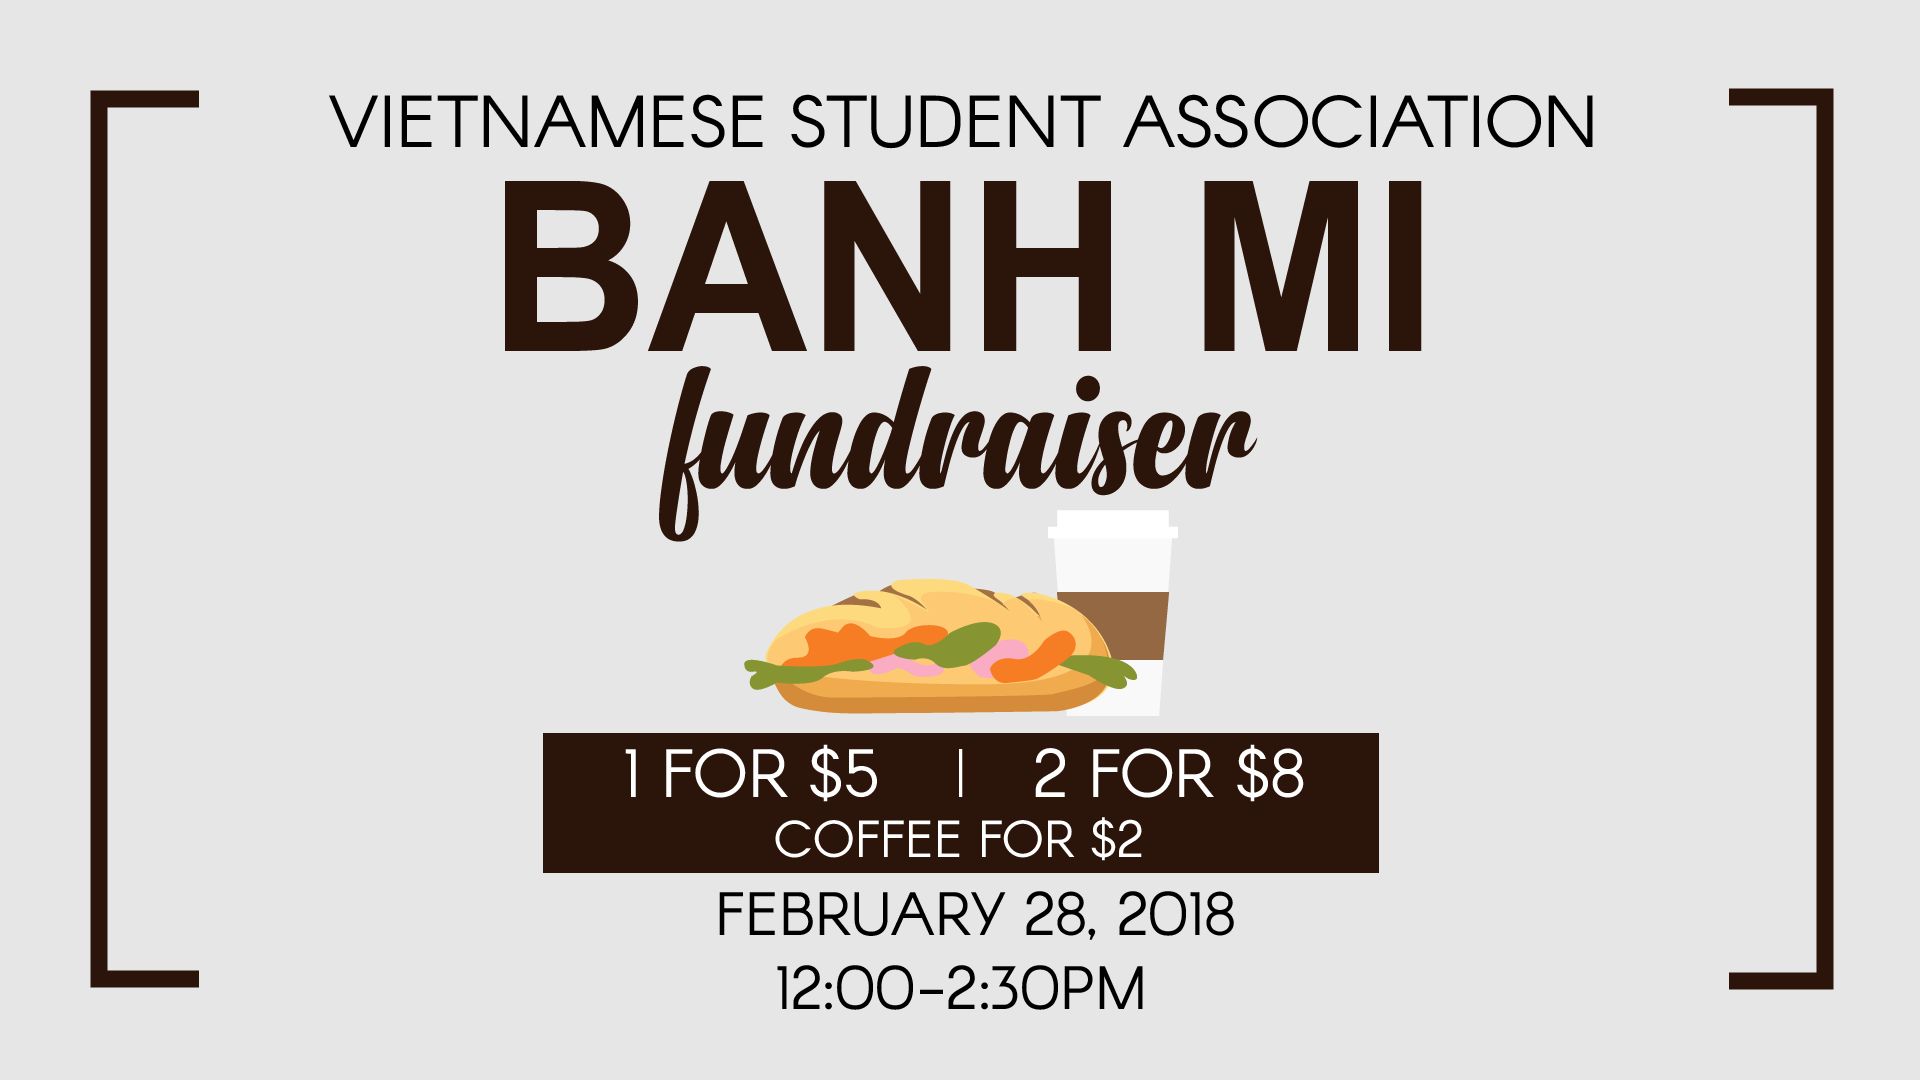 VIETNAMESE STUDENT ASSOCIATION
BANH MI
fundraiser
1 FOR $5 | 2 FOR $8
COFFEE FOR $2
FEBRUARY 28, 2018
12:00-2:30PM